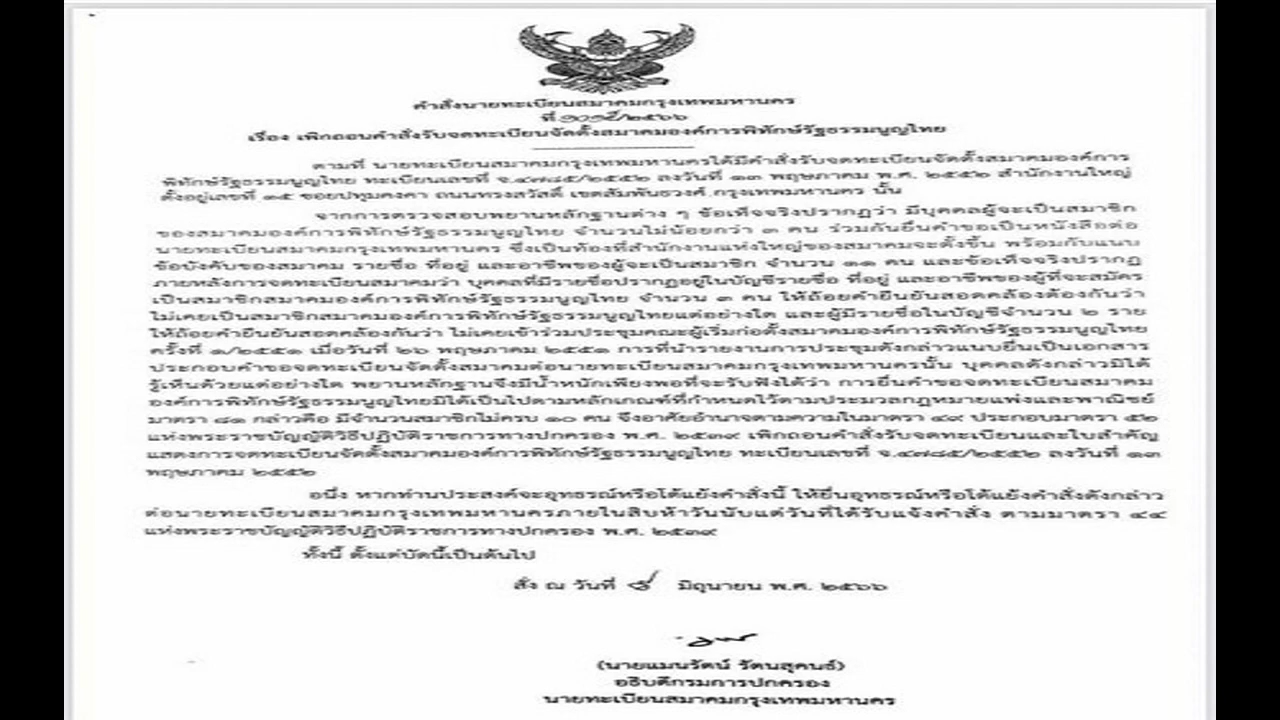 คำสั่งนายทะเบียนสมาคมกรุงเทพมหานคร
ที่ /๒๕๖๖
เรื่อง เพิกถอนคำสั่งรับจดทะเบียนจัดตั้งสมาคมองค์การพิทักษ์รัฐธรรมนูญไทย
ตามที่ นายทะเบียนสมาคมกรุงเทพมหานครได้มีคำสั่งรับจดทะเบียนจัดตั้งสมาคมองค์การ
พิทักษ์รัฐธรรมนูญไทย ทะเบียนเลขที่ จ.๔๗๘๕/๒๕๕๒ ลงวันที่ ๑๓ พฤษภาคม พ.ศ. ๒๕๕๒ สำนักงานใหญ่
ตั้งอยู่เลขที่ ๑๕ ซอยปทุมคงคา ถนนทรงสวัสดิ์ เขตสัมพันธวงศ์ กรุงเทพมหานคร นั้น
จากการตรวจสอบพยานหลักฐานต่าง ๆ ข้อเท็จจริงปรากฏว่า มีบุคคลผู้จะเป็นสมาชิก
ของสมาคมองค์การพิทักษ์รัฐธรรมนูญไทย จำนวนไม่น้อยกว่า ๓ คน ร่วมกันยื่นคำขอเป็นหนังสือต่อ
นายทะเบียนสมาคมกรุงเทพมหานคร ซึ่งเป็นท้องที่สำนักงานแห่งใหญ่ของสมาคมจะตั้งขึ้น พร้อมกับแนบ
ข้อบังคับของสมาคม รายชื่อ ที่อยู่ และอาชีพของผู้จะเป็นสมาชิก จำนวน ๑๑ คน และข้อเท็จจริงปรากฏ
ภายหลังการจดทะเบียนสมาคมว่า บุคคลที่มีรายชื่อปรากฏอยู่ในบัญชีรายชื่อ ที่อยู่ และอาชีพของผู้ที่จะสมัคร
เป็นสมาชิกสมาคมองค์การพิทักษ์รัฐธรรมนูญไทย จำนวน ๓ คน ให้ถ้อยคำยืนยันสอดคล้องต้องกันว่า
ไม่เคยเป็นสมาชิกสมาคมองค์การพิทักษ์รัฐธรรมนูญไทยแต่อย่างใด และผู้มีรายชื่อในบัญชีจำนวน ๒ ราย
ให้ถ้อยคำยืนยันสอดคล้องกันว่า ไม่เคยเข้าร่วมประชุมคณะผู้เริ่มก่อตั้งสมาคมองค์การพิทักษ์รัฐธรรมนูญไทย
ครั้งที่ ๑/๒๕๕๑ เมื่อวันที่ ๒๖ พฤษภาคม ๒๕๕๑ การที่นำรายงานการประชุมดังกล่าวแนบยื่นเป็นเอกสาร
ประกอบคำขอจดทะเบียนจัดตั้งสมาคมต่อนายทะเบียนสมาคมกรุงเทพมหานครนั้น บุคคลดังกล่าวมิได้
รู้เห็นด้วยแต่อย่างใด พยานหลักฐานจึงมีน้ำหนักเพียงพอที่จะรับฟังได้ว่า การยื่นคำขอจดทะเบียนสมาคม
องค์การพิทักษ์รัฐธรรมนูญไทยมิได้เป็นไปตามหลักเกณฑ์ที่กำหนดไว้ตามประมวลกฎหมายแพ่งและพาณิชย์
มาตรา ๘๑ กล่าวคือ มีจำนวนสมาชิกไม่ครบ ๑๐ คน จึงอาศัยอำนาจตามความในมาตรา ๔๙ ประกอบมาตรา ๕๒
แห่งพระราชบัญญัติวิธีปฏิบัติราชการทางปกครอง พ.ศ. ๒๕๓๙ เพิกถอนคำสั่งรับจดทะเบียนและใบสำคัญ
แสดงการจดทะเบียนจัดตั้งสมาคมองค์การพิทักษ์รัฐธรรมนูญไทย ทะเบียนเลขที่ จ.๔๗๘๕/๒๕๕๒ ลงวันที่ ๑๓
พฤษภาคม ๒๕๕๒
อนึ่ง หากท่านประสงค์จะอุทธรณ์หรือโต้แย้งคำสั่งนี้ ให้ยื่นอุทธรณ์หรือโต้แย้งคำสั่งดังกล่าว
ต่อนายทะเบียนสมาคมกรุงเทพมหานครภายในสิบห้าวันนับแต่วันที่ได้รับแจ้งคำสั่ง ตามมาตรา ๔๔
แห่งพระราชบัญญัติวิธีปฏิบัติราชการทางปกครอง พ.ศ. ๒๕๓๙
ทั้งนี้ ตั้งแต่บัดนี้เป็นต้นไป
สั่ง ณ วันที่ มิถุนายน พ.ศ. ๒๕๖๖
(นายแมนรัตน์ รัตนสุคนธ์)
อธิบดีกรมการปกครอง
นายทะเบียนสมาคมกรุงเทพมหานคร